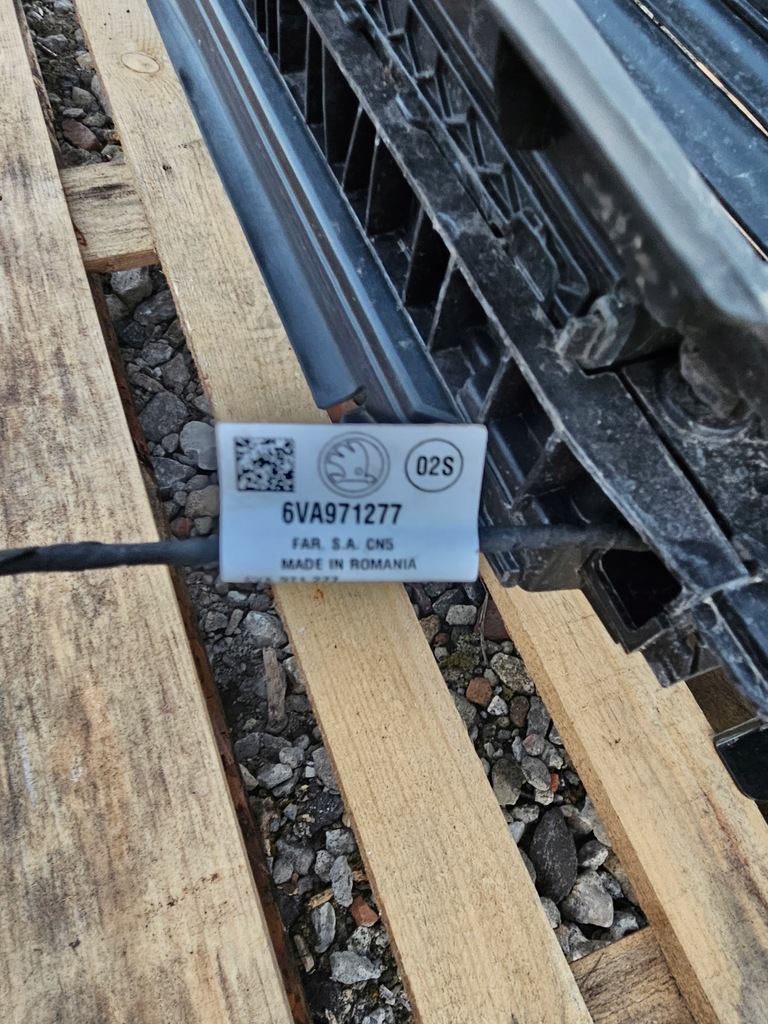 02S
6VA971277
FAR. S.A. CN5
MADE IN ROMANIA